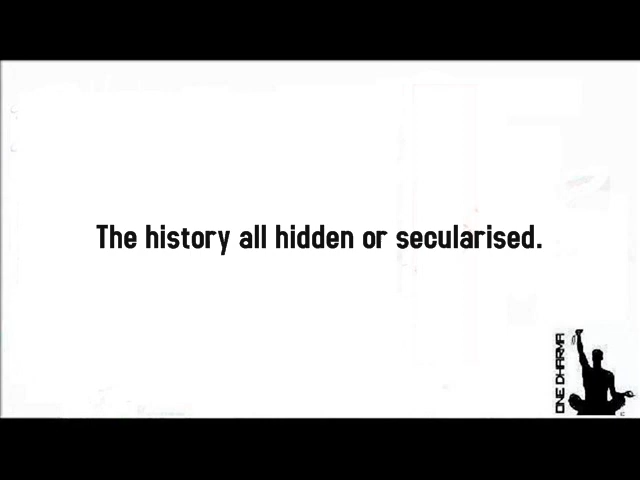 The history all hidden or secularised.
ONE DHARMA